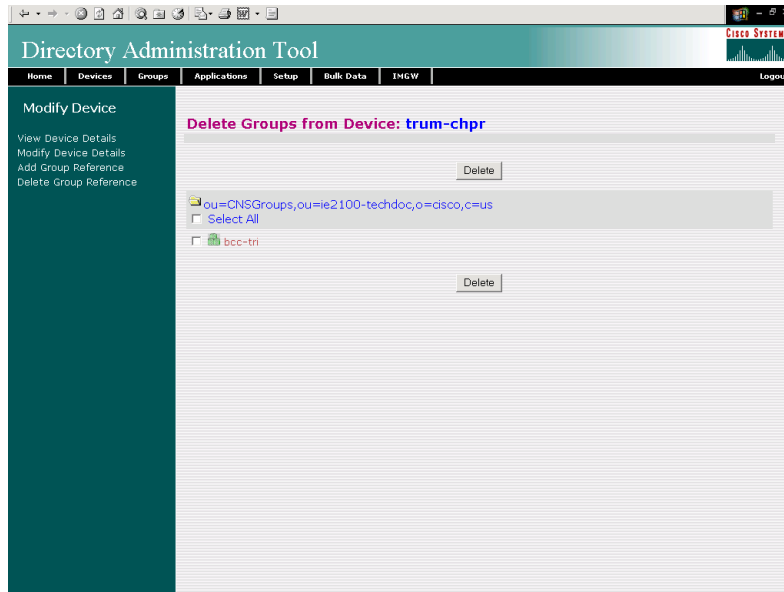 Directory Administration Tool
CISCO SYSTEM
Home Devices Groups Applications Setup Bulk Data IMGW Logou
Modify Device
View Device Details
Modify Device Details
Add Group Reference
Delete Group Reference
Delete Groups from Device: trum-chpr
Delete
ou=CNSGroups,ou=ie2100-techdoc,o=cisco,c=us
Select All
bcc-tri
Delete